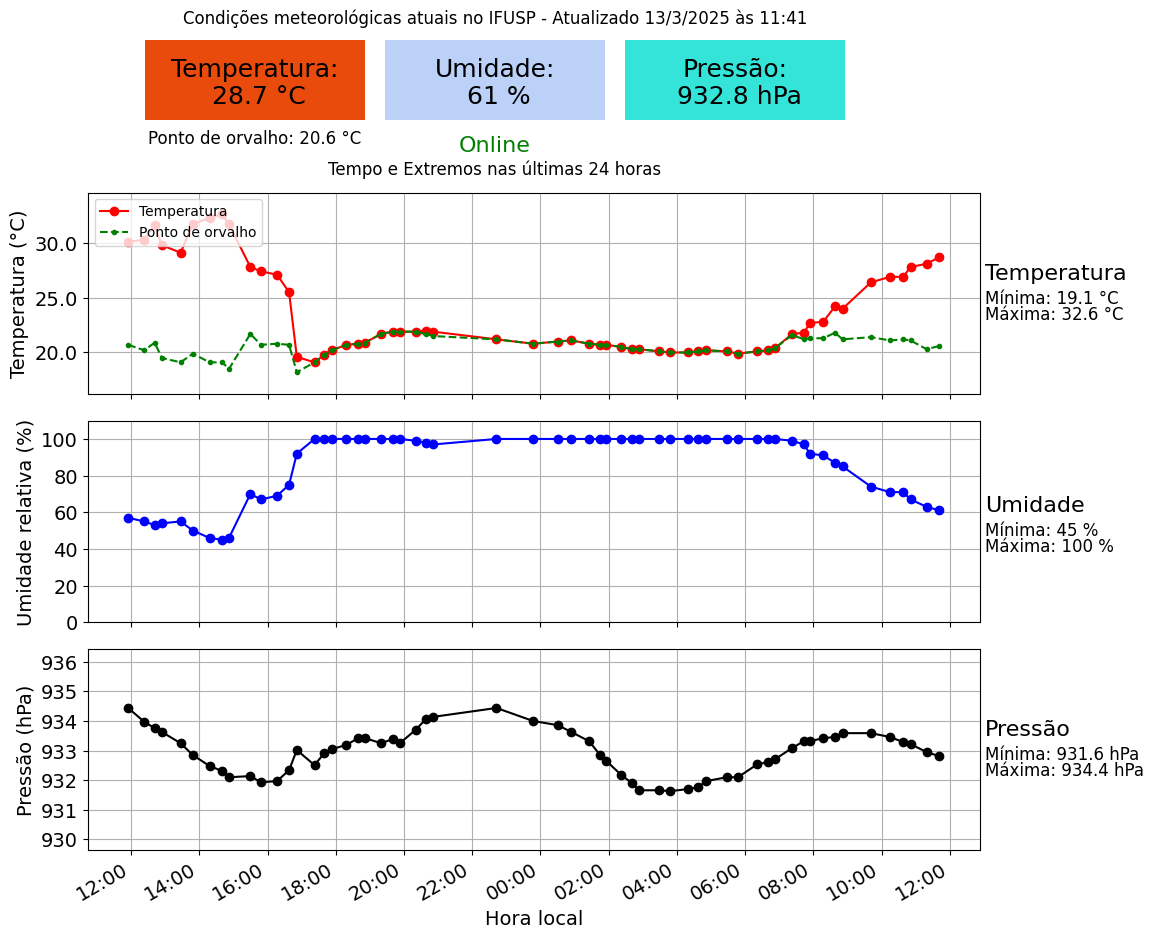 Condições meteorológicas atuais no IFUSP - Atualizado 13/3/2025 às 11:41
Temperatura:
28.7 °C
Umidade:
61 %
Pressão:
932.8 hPa
Ponto de orvalho: 20.6 °C
Online
Tempo e Extremos nas últimas 24 horas
Temperatura (°C)
30.0
25.0
20.0
Temperatura
Ponto de orvalho
Temperatura
Mínima: 19.1 °C
Máxima: 32.6 °C
Umidade relativa (%)
100
80
60
40
20
0
Umidade
Mínima: 45 %
Máxima: 100 %
Pressão (hPa)
936
935
934
933
932
931
930
Pressão
Mínima: 931.6 hPa
Máxima: 934.4 hPa
12:00 14:00 16:00 18:00 20:00 22:00 00:00 02:00 04:00 06:00 08:00 10:00 12:00
Hora local